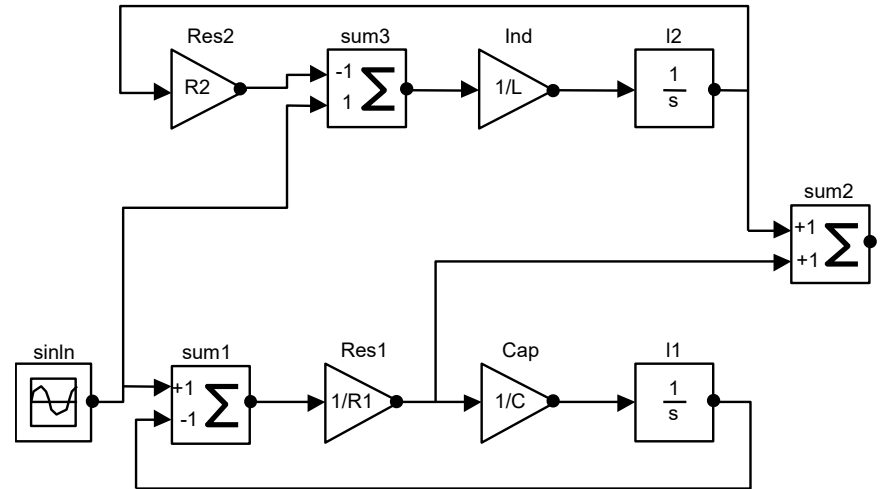 Res2
sum3
Ind
I2
R2
-1
1
Σ
1/L
1
s
sum2
+1
+1
Σ
sinIn
sum1
Res1
Cap
I1
+1
-1
Σ
1/R1
1/C
1
s